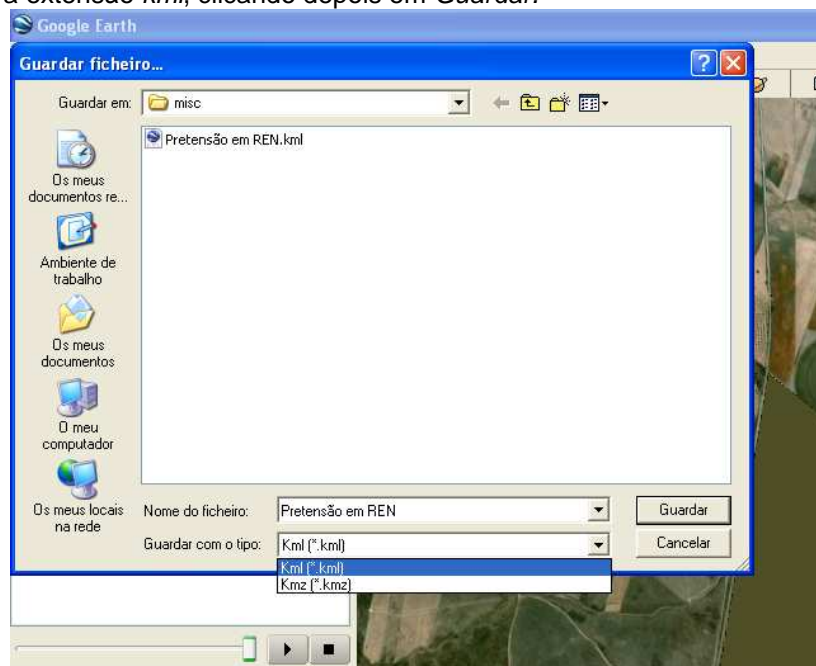 a extensão kml, clicando depois em Guardar.
Google Earth
Guardar ficheiro...
Guardar em:
misc
Pretensão em REN.kml
Os meus
documentos re...
Ambiente de
trabalho
Os meus
documentos
O meu
computador
Os meus locais
na rede
Nome do ficheiro:
Pretensão em REN
Guardar
Guardar com o tipo:
Kml (*.kml)
Cancelar
Kml (*.kml)
Kmz (*.kmz)